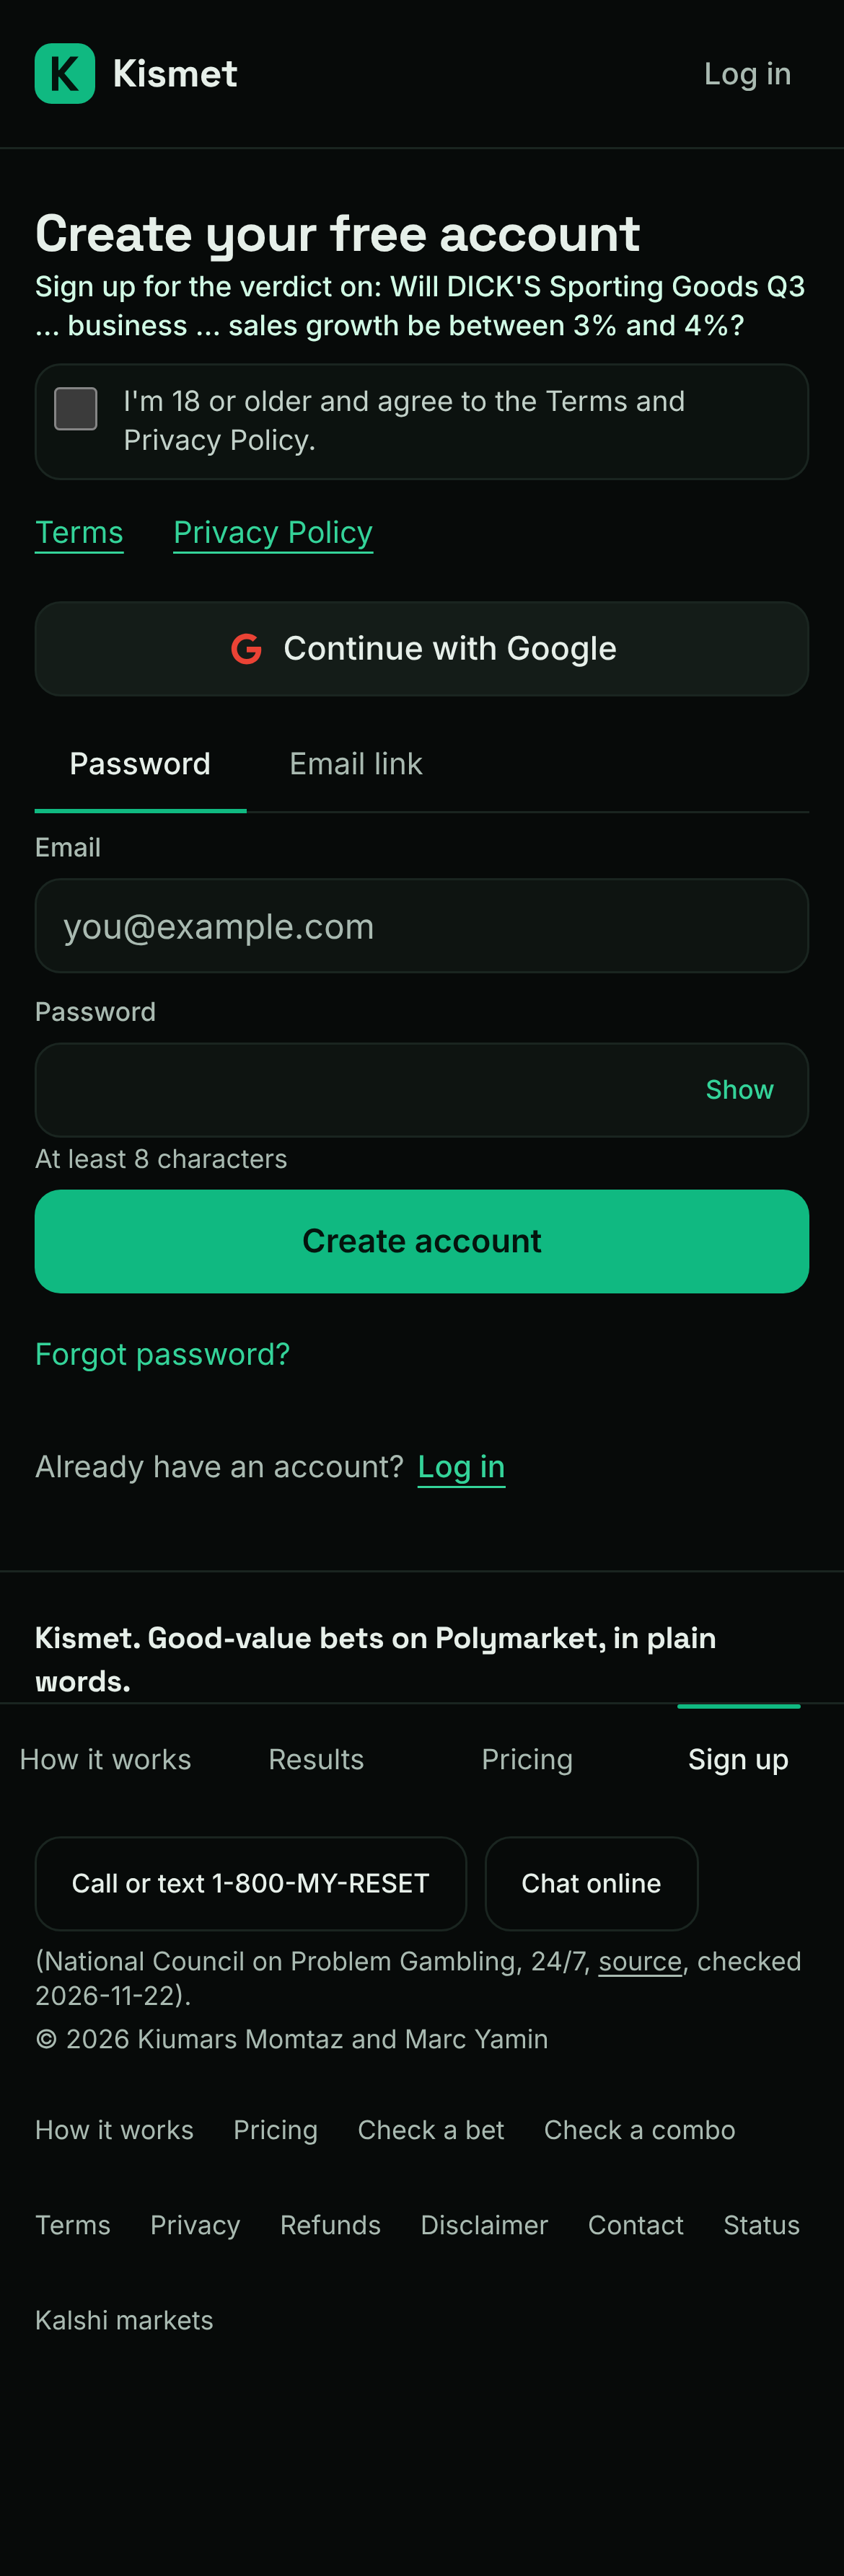 K Kismet
Log in
Create your free account
Sign up for the verdict on: Will DICK'S Sporting Goods Q3
... business ... sales growth be between 3% and 4%?
I'm 18 or older and agree to the Terms and
Privacy Policy.
Terms Privacy Policy
G Continue with Google
Password Email link
Email
you@example.com
Password
Show
At least 8 characters
Create account
Forgot password?
Already have an account? Log in
Kismet. Good-value bets on Polymarket, in plain
words.
How it works Results Pricing Sign up
Call or text 1-800-MY-RESET Chat online
(National Council on Problem Gambling, 24/7, source, checked
2026-11-22).
© 2026 Kiumars Momtaz and Marc Yamin
How it works Pricing Check a bet Check a combo
Terms Privacy Refunds Disclaimer Contact Status
Kalshi markets